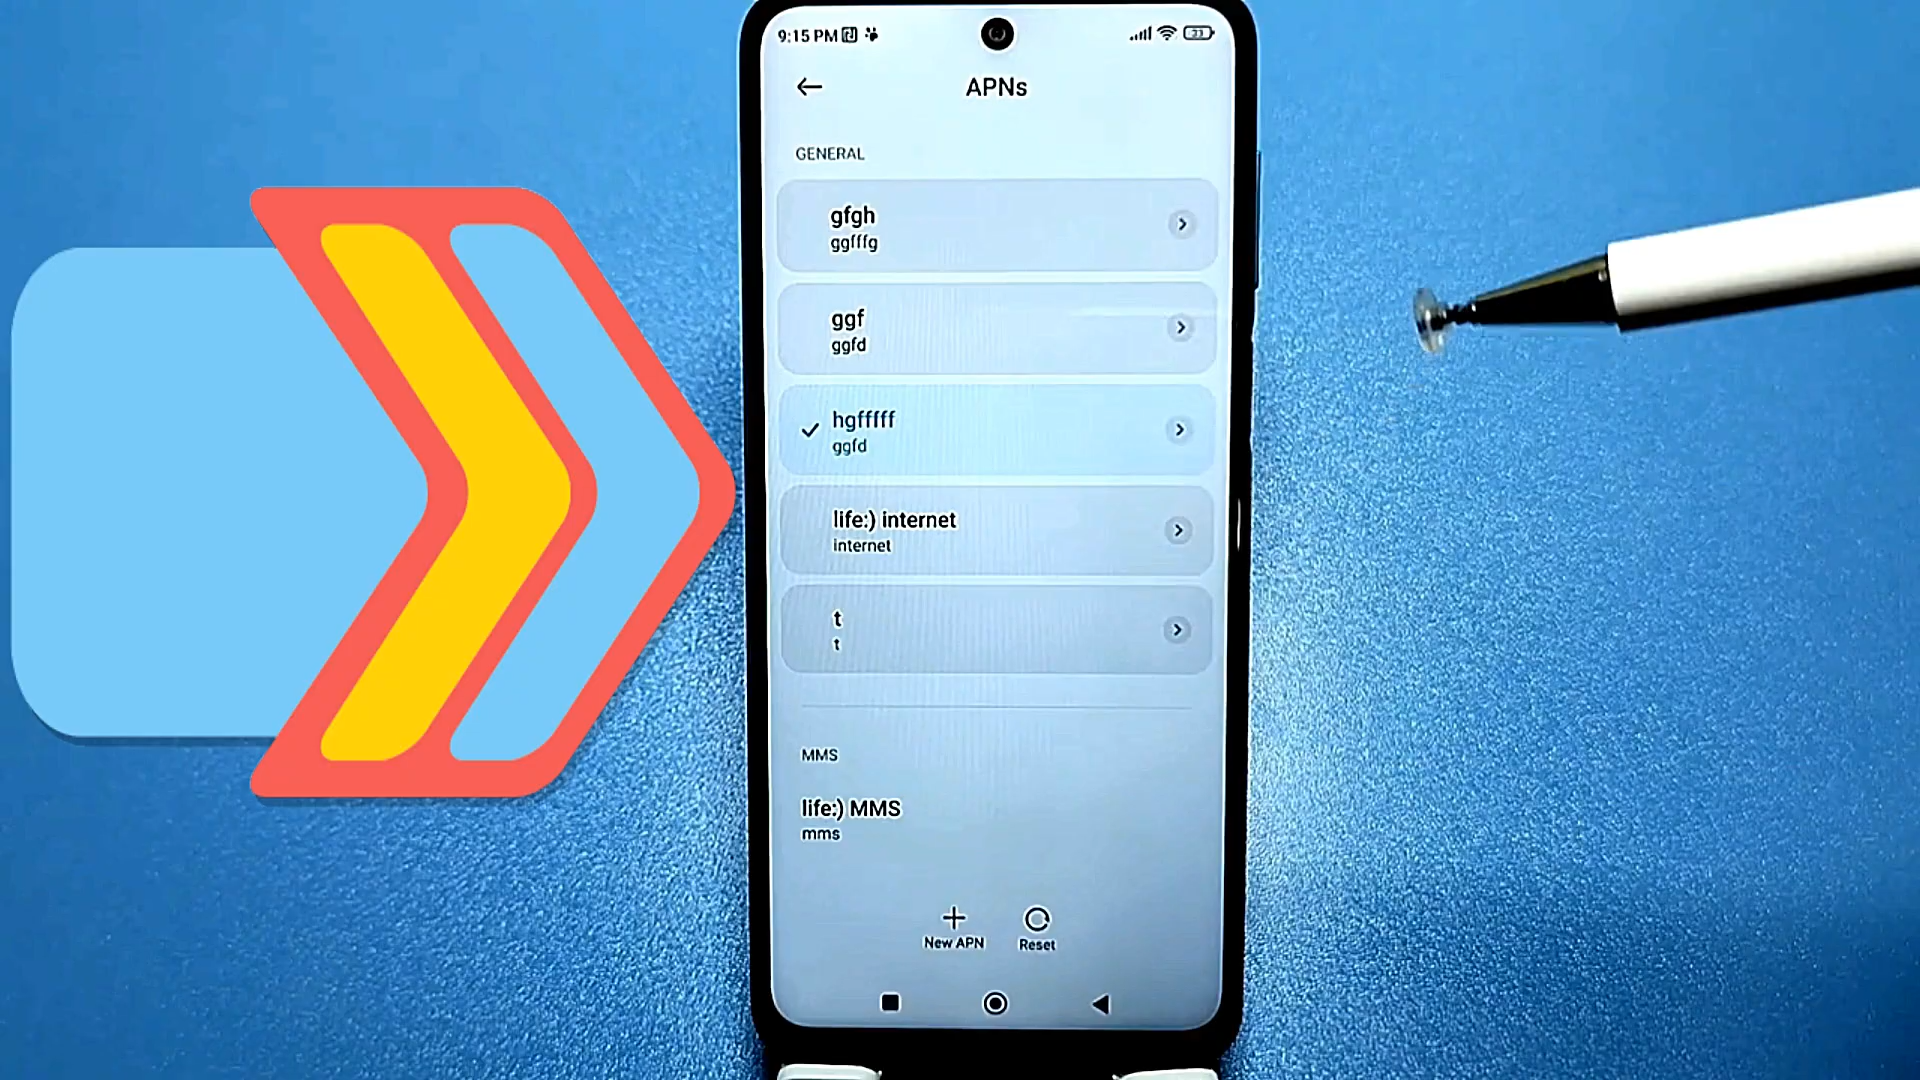 9:15 PM
33
APNs
GENERAL
gfgh
ggfffg
ggf
ggfd
hgfffff
ggfd
life:) internet
internet
t
t
MMS
life:) MMS
mms
New APN
Reset